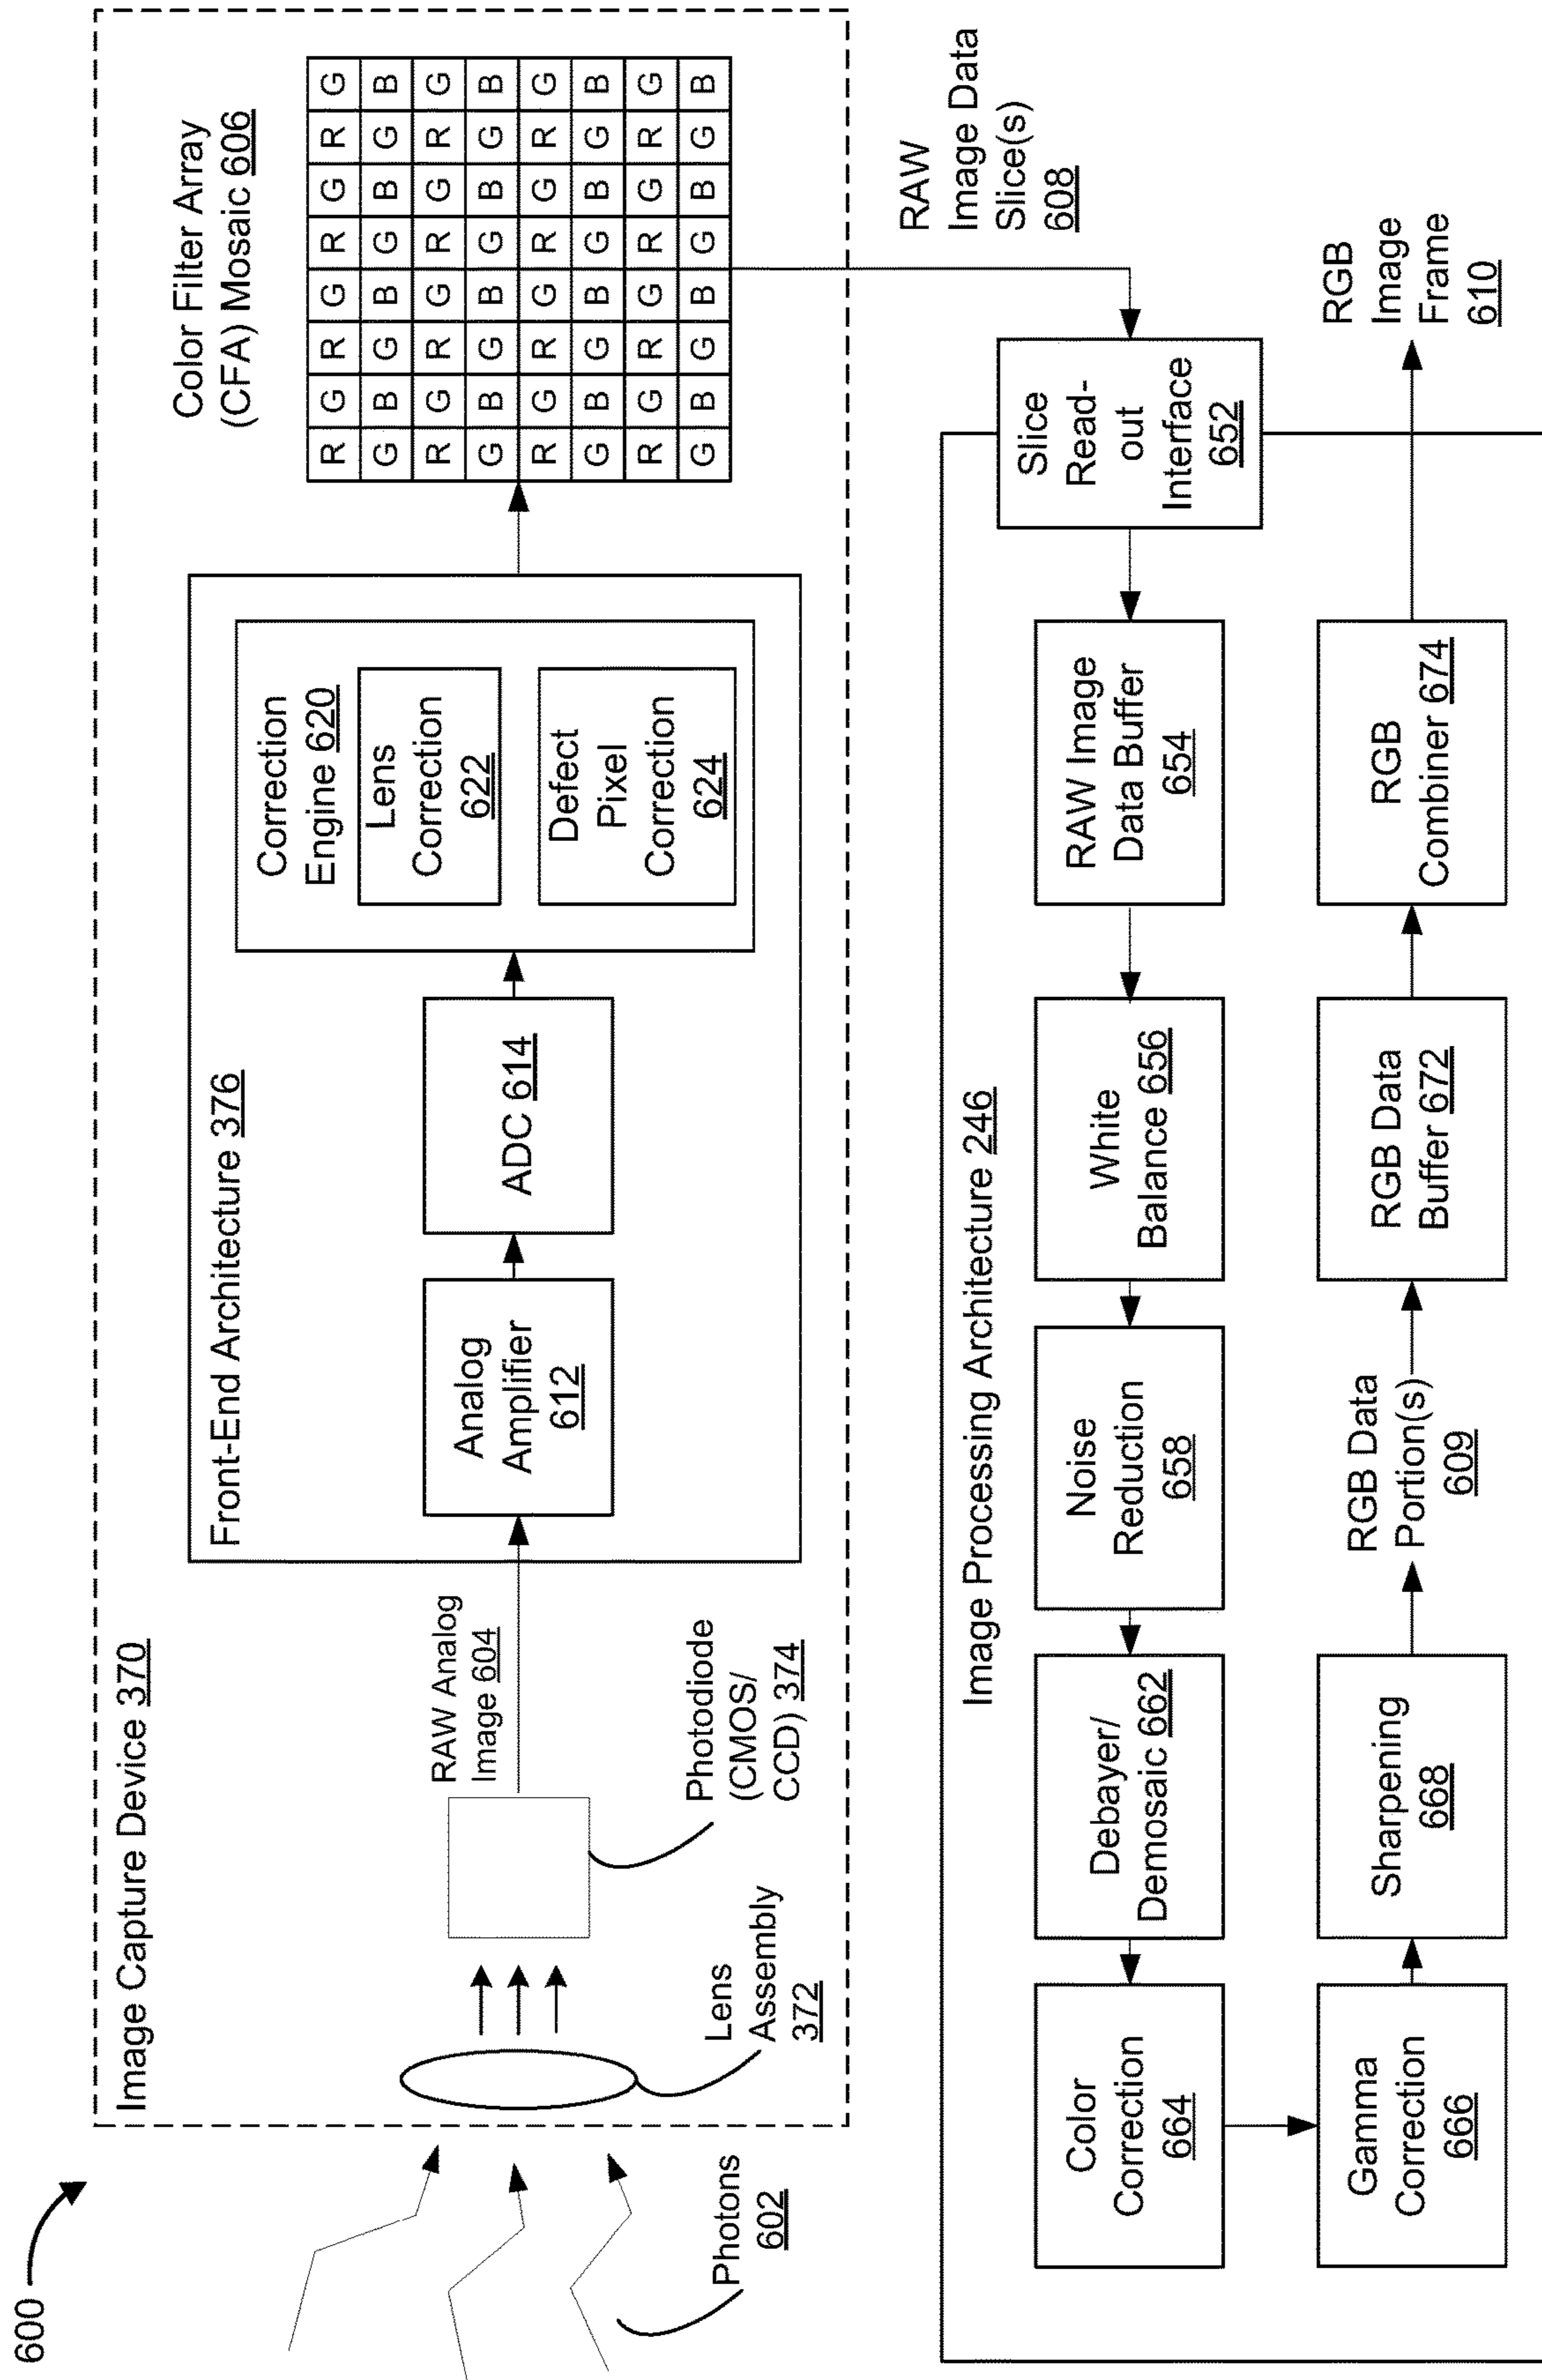 600
Image Capture Device 370
Photons
602
Lens
Assembly
372
Photodiode
(CMOS/
CCD) 374
RAW Analog
Image 604
Front-End Architecture 376
Analog
Amplifier
612
ADC 614
Correction
Engine 620
Lens
Correction
622
Defect
Pixel
Correction
624
Color Filter Array
(CFA) Mosaic 606
R G R G R G R G
G B G B G B G B
R G R G R G R G
G B G B G B G B
R G R G R G R G
G B G B G B G B
R G R G R G R G
G B G B G B G B
RAW
Image Data
Slice(s)
608
Image Processing Architecture 246
Slice
Read-
out
Interface
652
RAW Image
Data Buffer
654
White
Balance 656
Noise
Reduction
658
Debayer/
Demosaic 662
Color
Correction
664
Gamma
Correction
666
Sharpening
668
RGB Data
Portion(s)
609
RGB Data
Buffer 672
RGB
Combiner 674
RGB
Image
Frame
610